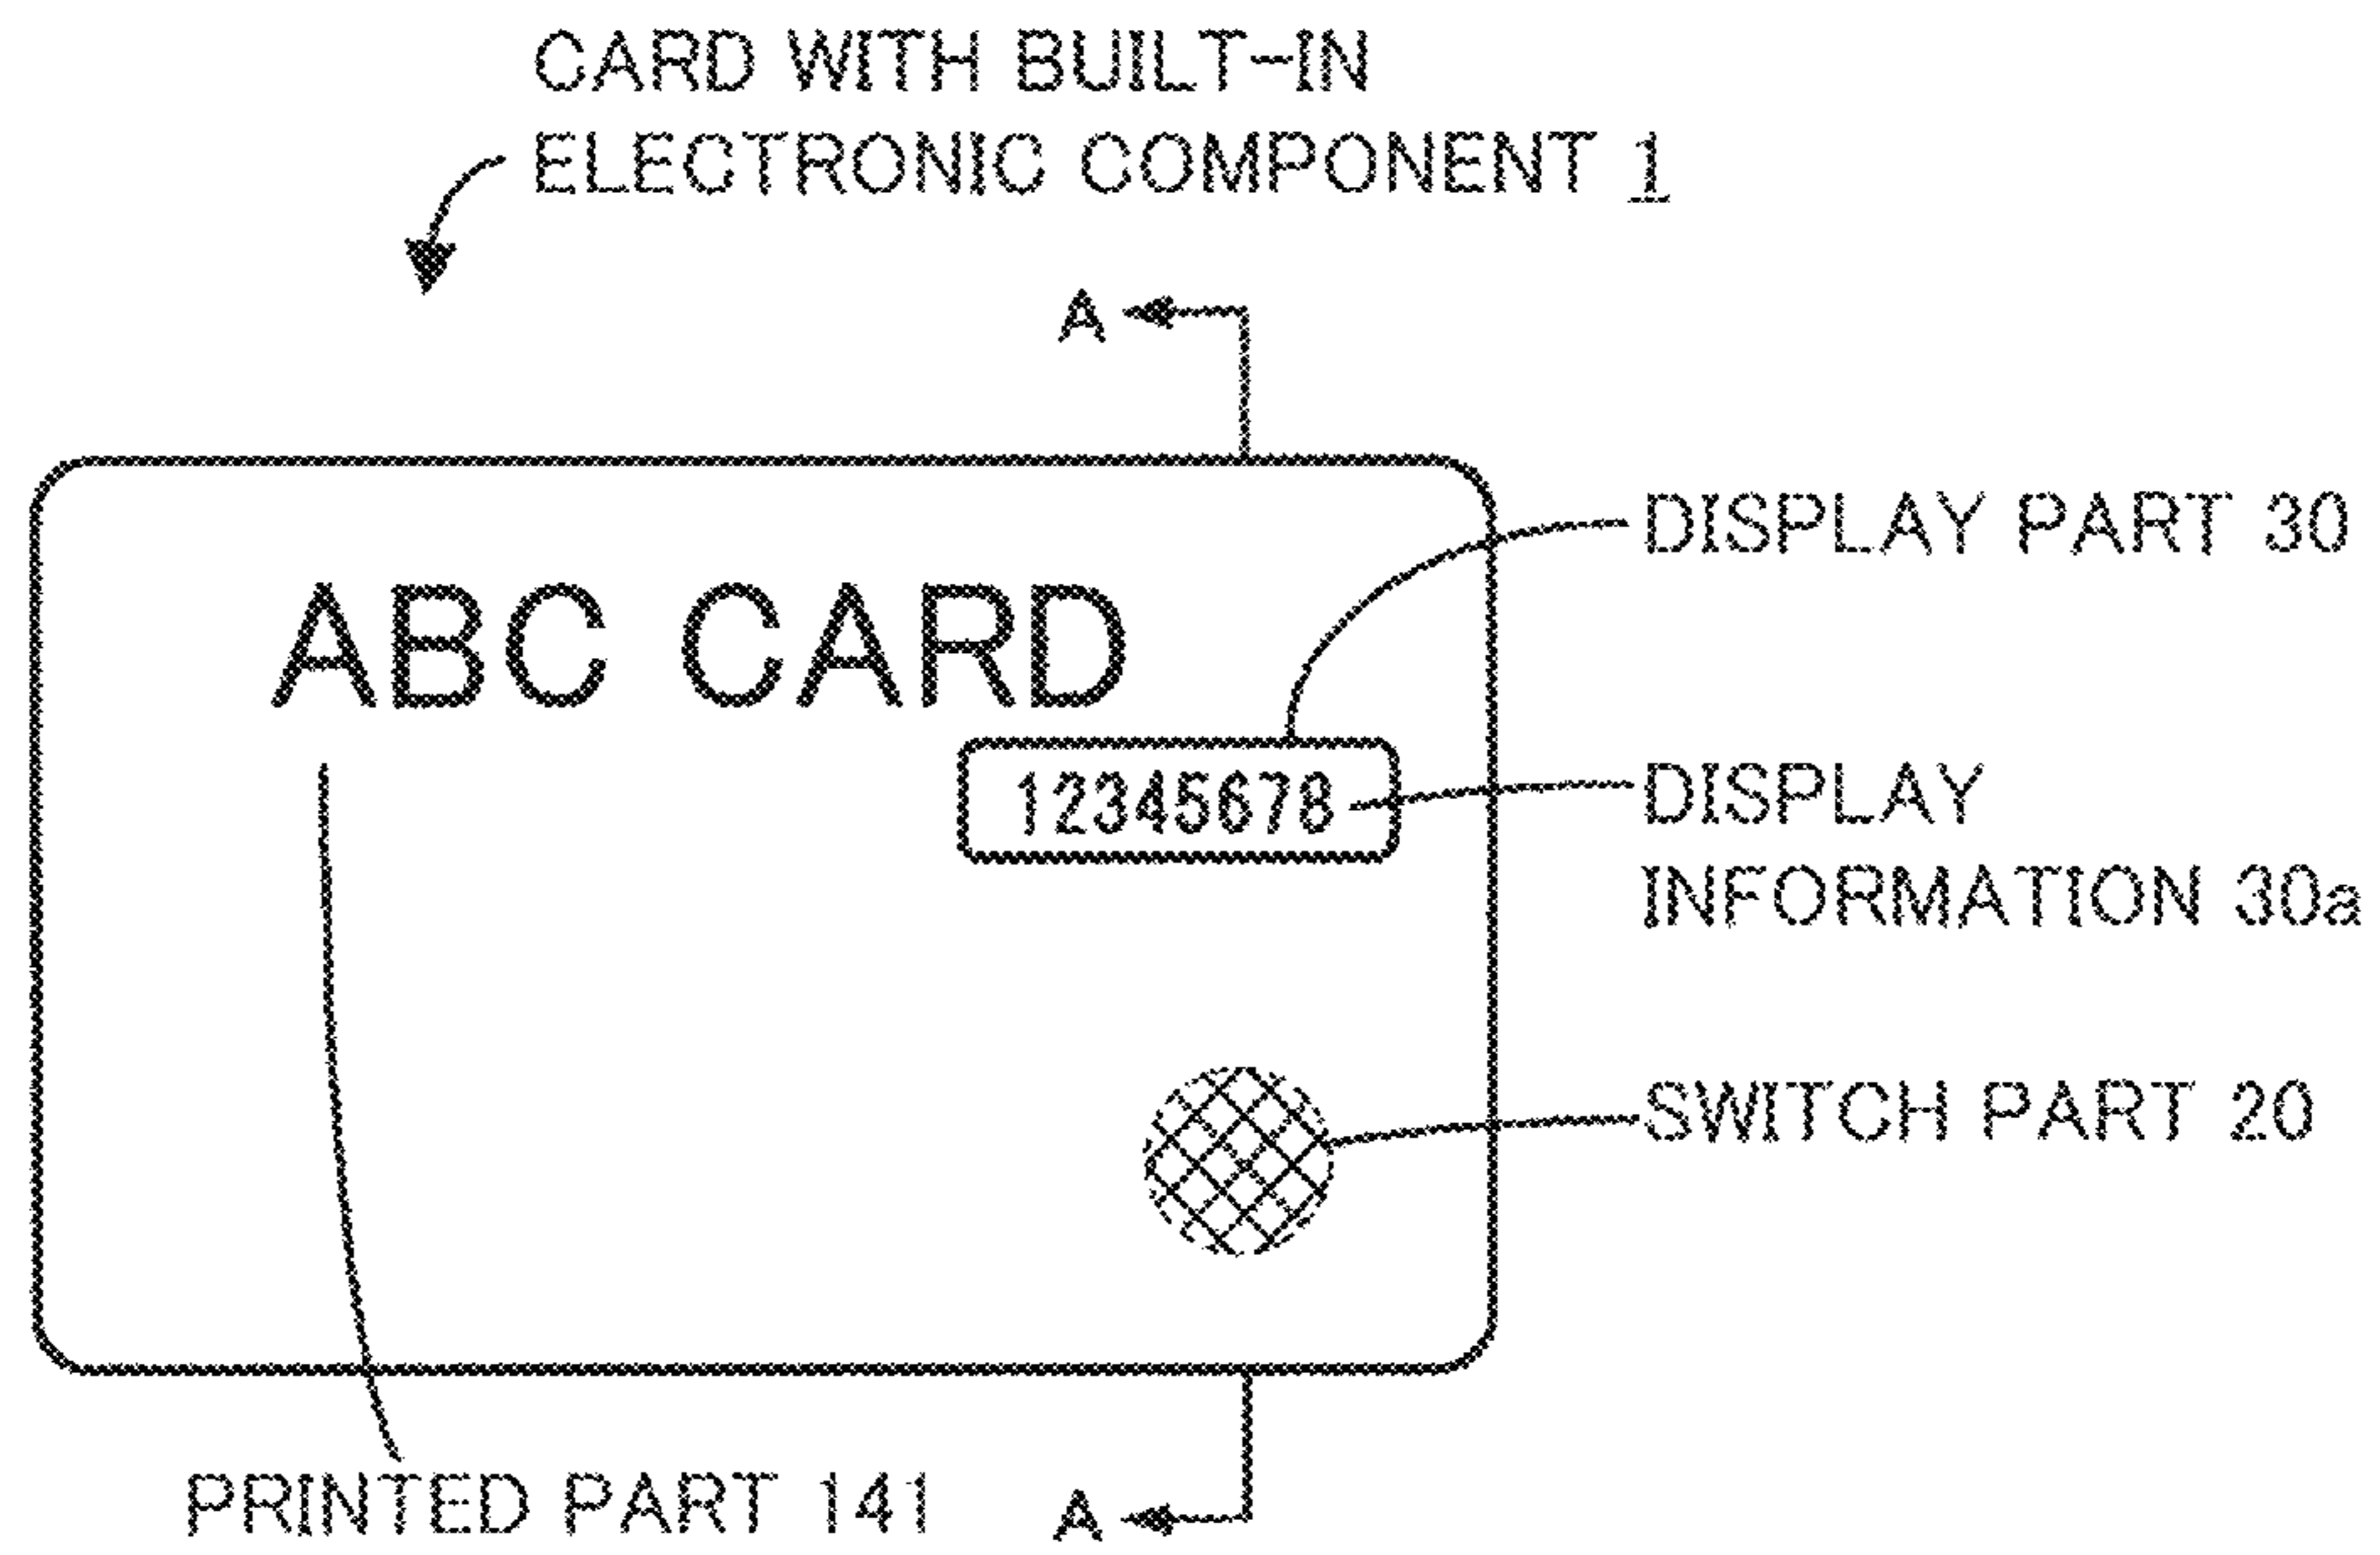 CARD WITH BUILT-IN
ELECTRONIC COMPONENT 1
A
DISPLAY PART 30
ABC CARD
12345678
DISPLAY
INFORMATION 30a
SWITCH PART 20
PRINTED PART 141
A